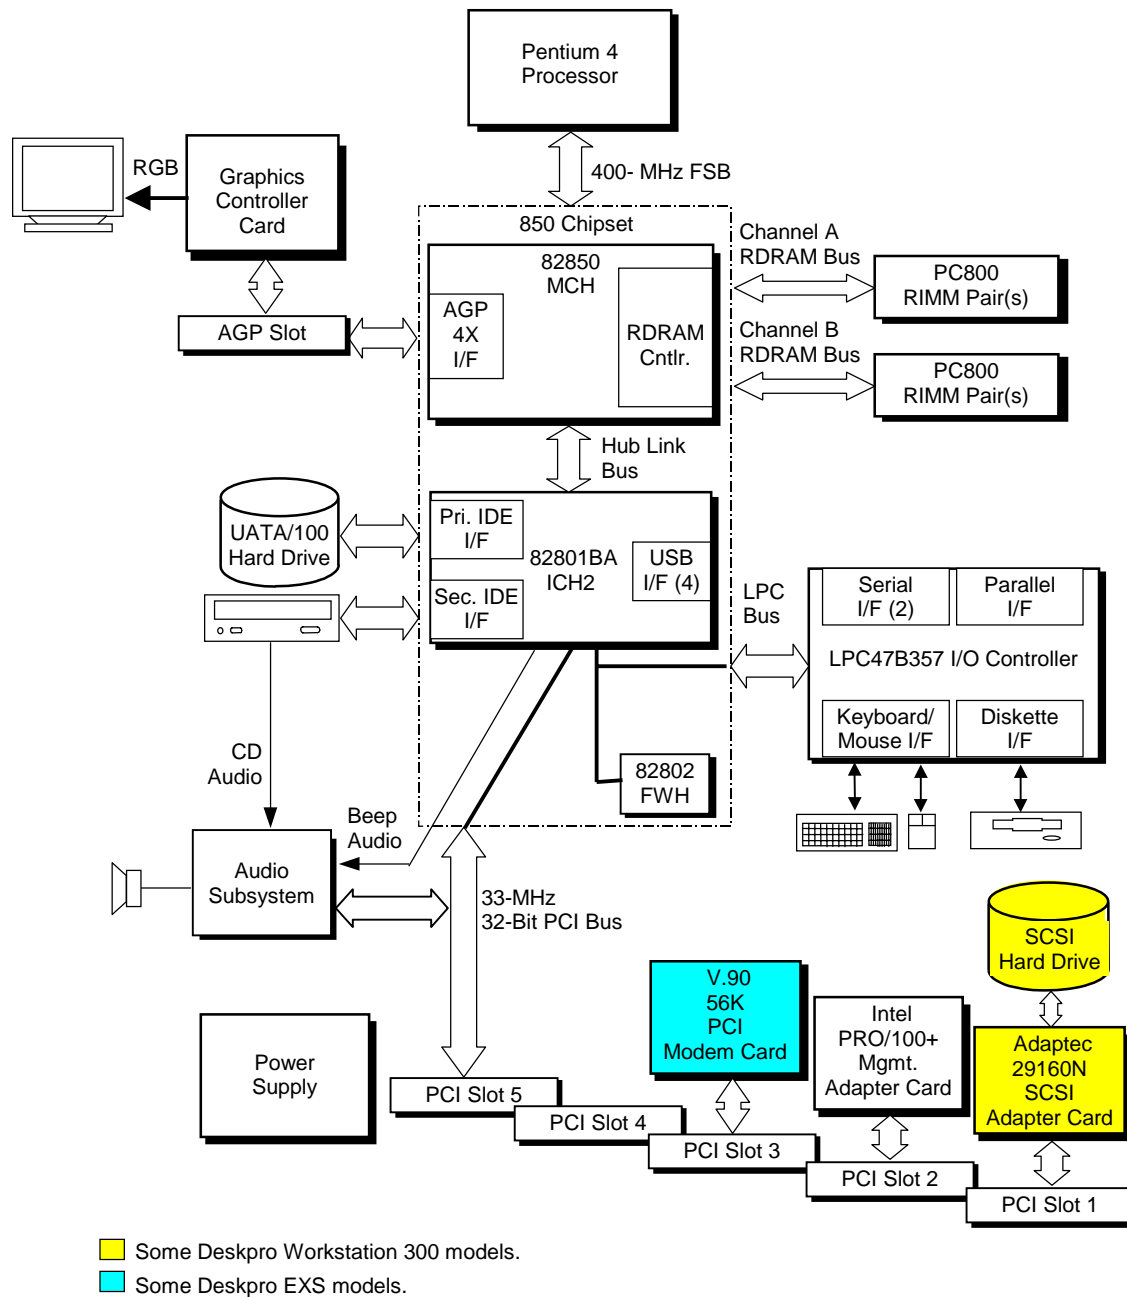 Pentium 4
Processor
400- MHz FSB
RGB
Graphics
Controller
Card
AGP Slot
850 Chipset
82850
MCH
AGP
4X
I/F
RDRAM
Cntlr.
Channel A
RDRAM Bus
PC800
RIMM Pair(s)
Channel B
RDRAM Bus
PC800
RIMM Pair(s)
Hub Link
Bus
UATA/100
Hard Drive
Pri. IDE
I/F
82801BA
ICH2
USB
I/F (4)
Sec. IDE
I/F
LPC
Bus
Serial
I/F (2)
Parallel
I/F
LPC47B357 I/O Controller
Keyboard/
Mouse I/F
Diskette
I/F
82802
FWH
CD
Audio
Beep
Audio
Audio
Subsystem
33-MHz
32-Bit PCI Bus
SCSI
Hard Drive
V.90
56K
PCI
Modem Card
Intel
PRO/100+
Mgmt.
Adapter Card
Adaptec
29160N
SCSI
Adapter Card
Power
Supply
PCI Slot 5
PCI Slot 4
PCI Slot 3
PCI Slot 2
PCI Slot 1
Some Deskpro Workstation 300 models.
Some Deskpro EXS models.